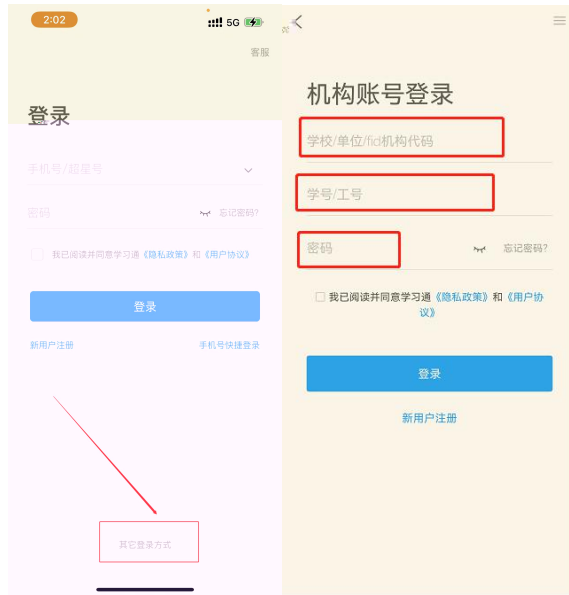 2:02
5G
客服
登录
手机号/超星号
密码
忘记密码?
我已阅读并同意学习通《隐私政策》和《用户协议》
登录
新用户注册
手机号快捷登录
其它登录方式
机构账号登录
学校/单位/fid机构代码
学号/工号
密码
忘记密码?
我已阅读并同意学习通《隐私政策》和《用户协
议》
登录
新用户注册